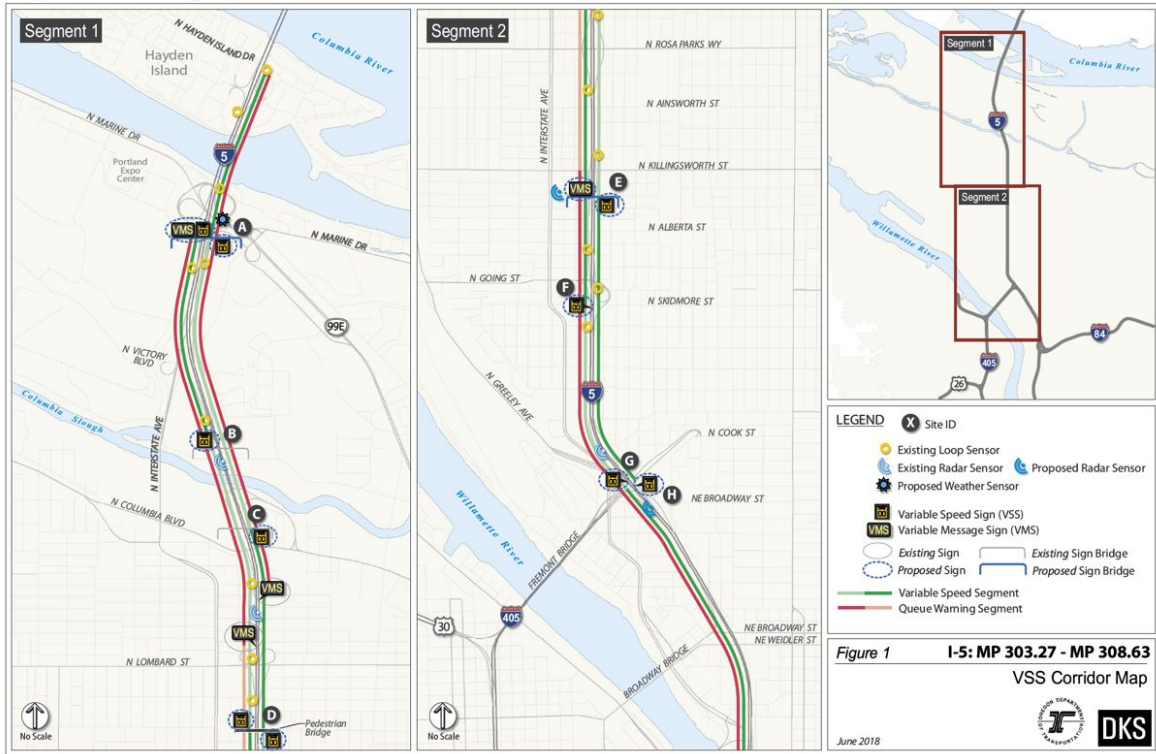 Segment 1
N HAYDEN ISLAND DR
Hayden
Island
Columbia River
N MARINE DR
5
Portland
Expo
Center
A
VMS
N MARINE DR
99E
N VICTORY
BLVD
Columbia Slough
N INTERSTATE AVE
B
N COLUMBIA BLVD
C
VMS
VMS
N LOMBARD ST
D
Pedestrian
Bridge
No Scale
Segment 2
N ROSA PARKS WY
N INTERSTATE AVE
N AINSWORTH ST
N KILLINGSWORTH ST
VMS
E
N ALBERTA ST
N GOING ST
F
N SKIDMORE ST
N GREELEY AVE
5
N COOK ST
G
H
NE BROADWAY ST
Willamette River
FREMONT BRIDGE
405
30
NE BROADWAY ST
NE WEIDLER ST
BROADWAY BRIDGE
No Scale
Segment 1
Columbia River
5
Segment 2
Willamette River
84
405
26
LEGEND
X Site ID
Existing Loop Sensor
Existing Radar Sensor Proposed Radar Sensor
Proposed Weather Sensor
Variable Speed Sign (VSS)
VMS Variable Message Sign (VMS)
Existing Sign Existing Sign Bridge
Proposed Sign Proposed Sign Bridge
Variable Speed Segment
Queue Warning Segment
Figure 1 I-5: MP 303.27 - MP 308.63
VSS Corridor Map
OREGON DEPARTMENT
OF TRANSPORTATION
DKS
June 2018